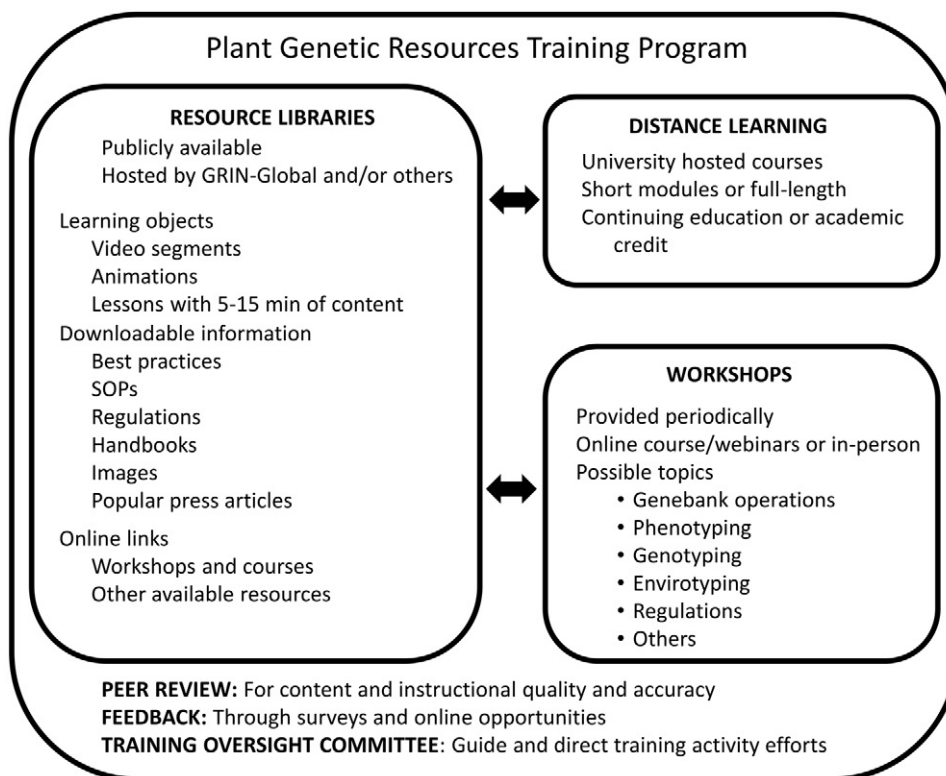 Plant Genetic Resources Training Program
RESOURCE LIBRARIES
Publicly available
Hosted by GRIN-Global and/or others
Learning objects
Video segments
Animations
Lessons with 5-15 min of content
Downloadable information
Best practices
SOPs
Regulations
Handbooks
Images
Popular press articles
Online links
Workshops and courses
Other available resources
DISTANCE LEARNING
University hosted courses
Short modules or full-length
Continuing education or academic
credit
WORKSHOPS
Provided periodically
Online course/webinars or in-person
Possible topics
• Genebank operations
• Phenotyping
• Genotyping
• Envirotyping
• Regulations
• Others
PEER REVIEW: For content and instructional quality and accuracy
FEEDBACK: Through surveys and online opportunities
TRAINING OVERSIGHT COMMITTEE: Guide and direct training activity efforts